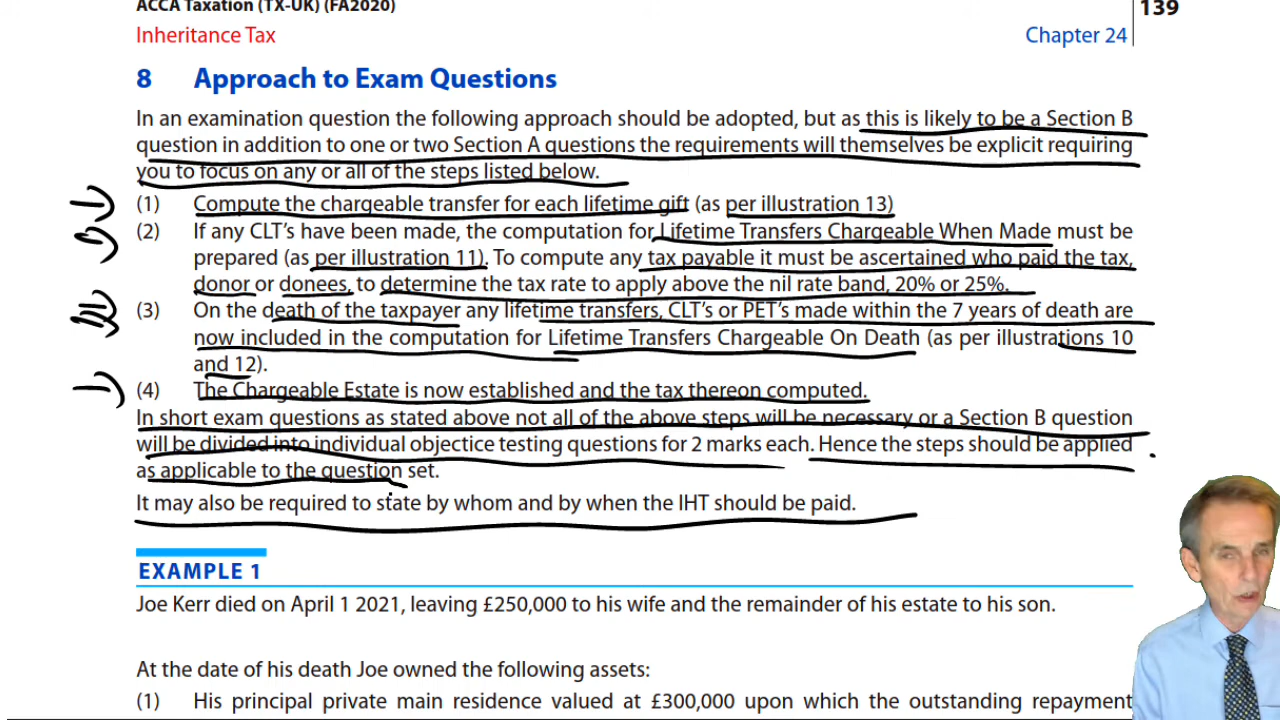 ACCA Taxation (TX-UK) (FA2020)
139
Inheritance Tax
Chapter 24
8 Approach to Exam Questions
In an examination question the following approach should be adopted, but as this is likely to be a Section B
question in addition to one or two Section A questions the requirements will themselves be explicit requiring
you to focus on any or all of the steps listed below.
(1) Compute the chargeable transfer for each lifetime gift (as per illustration 13)
(2) If any CLT's have been made, the computation for Lifetime Transfers Chargeable When Made must be
prepared (as per illustration 11). To compute any tax payable it must be ascertained who paid the tax,
donor or donees, to determine the tax rate to apply above the nil rate band, 20% or 25%.
(3) On the death of the taxpayer any lifetime transfers, CLT's or PET's made within the 7 years of death are
now included in the computation for Lifetime Transfers Chargeable On Death (as per illustrations 10
and 12).
(4) The Chargeable Estate is now established and the tax thereon computed.
In short exam questions as stated above not all of the above steps will be necessary or a Section B question
will be divided into individual objectice testing questions for 2 marks each. Hence the steps should be applied
as applicable to the question set.
It may also be required to state by whom and by when the IHT should be paid.
EXAMPLE 1
Joe Kerr died on April 1 2021, leaving £250,000 to his wife and the remainder of his estate to his son.
At the date of his death Joe owned the following assets:
(1) His principal private main residence valued at £300,000 upon which the outstanding repayment